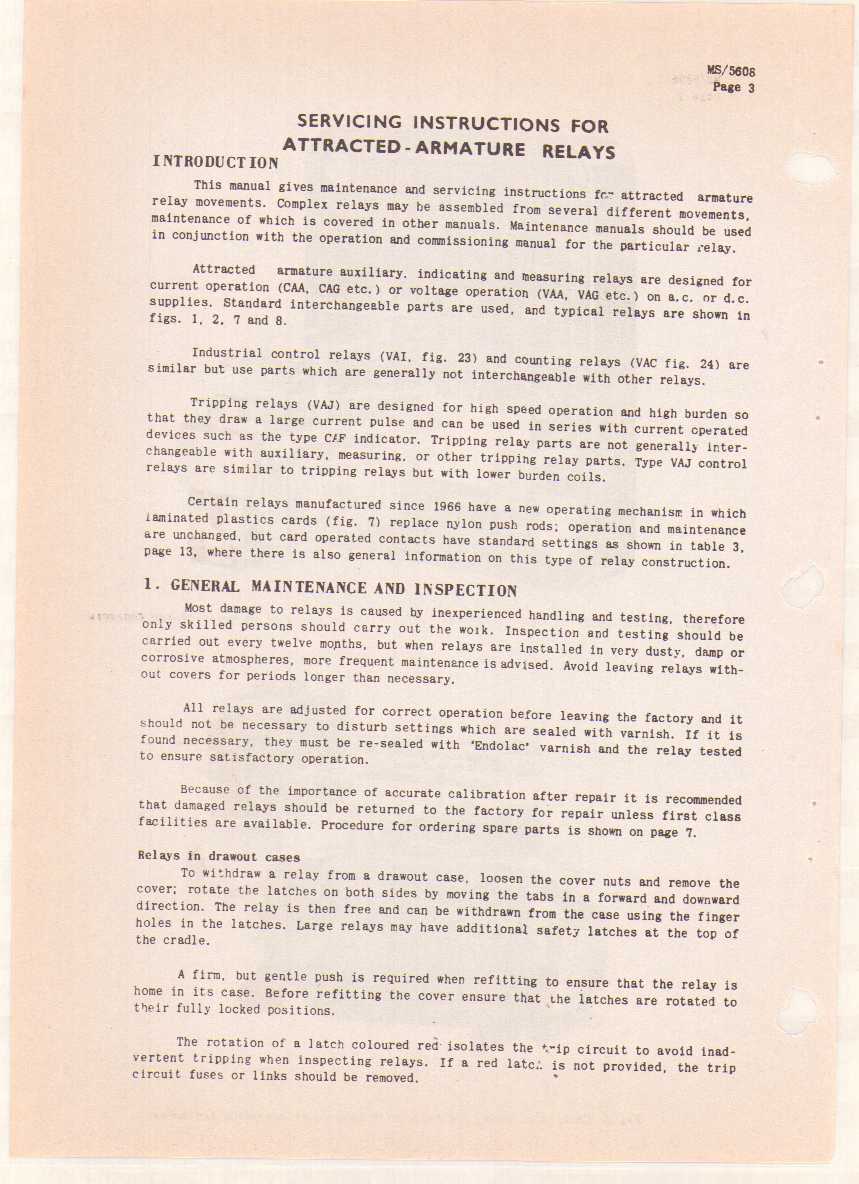 MS/5608
Page 3
SERVICING INSTRUCTIONS FOR
ATTRACTED-ARMATURE RELAYS
INTRODUCTION
This manual gives maintenance and servicing instructions for attracted armature
relay movements. Complex relays may be assembled from several different movements,
maintenance of which is covered in other manuals. Maintenance manuals should be used
in conjunction with the operation and commissioning manual for the particular relay.
Attracted armature auxiliary. indicating and measuring relays are designed for
current operation (CAA, CAG etc.) or voltage operation (VAA, VAG etc.) on a.c. or d.c.
supplies. Standard interchangeable parts are used, and typical relays are shown in
figs. 1, 2, 7 and 8.
Industrial control relays (VAI, fig. 23) and counting relays (VAC fig. 24) are
similar but use parts which are generally not interchangeable with other relays.
Tripping relays (VAJ) are designed for high speed operation and high burden so
that they draw a large current pulse and can be used in series with current operated
devices such as the type CAF indicator. Tripping relay parts are not generally inter-
changeable with auxiliary, measuring, or other tripping relay parts. Type VAJ control
relays are similar to tripping relays but with lower burden coils.
Certain relays manufactured since 1966 have a new operating mechanism in which
laminated plastics cards (fig. 7) replace nylon push rods; operation and maintenance
are unchanged, but card operated contacts have standard settings as shown in table 3,
page 13, where there is also general information on this type of relay construction.
1. GENERAL MAINTENANCE AND INSPECTION
Most damage to relays is caused by inexperienced handling and testing, therefore
only skilled persons should carry out the work. Inspection and testing should be
carried out every twelve months, but when relays are installed in very dusty, damp or
corrosive atmospheres, more frequent maintenance is advised. Avoid leaving relays with-
out covers for periods longer than necessary.
All relays are adjusted for correct operation before leaving the factory and it
should not be necessary to disturb settings which are sealed with varnish. If it is
found necessary, they must be re-sealed with 'Endolac' varnish and the relay tested
to ensure satisfactory operation.
Because of the importance of accurate calibration after repair it is recommended
that damaged relays should be returned to the factory for repair unless first class
facilities are available. Procedure for ordering spare parts is shown on page 7.
Relays in drawout cases
To withdraw a relay from a drawout case, loosen the cover nuts and remove the
cover; rotate the latches on both sides by moving the tabs in a forward and downward
direction. The relay is then free and can be withdrawn from the case using the finger
holes in the latches. Large relays may have additional safety latches at the top of
the cradle.
A firm, but gentle push is required when refitting to ensure that the relay is
home in its case. Before refitting the cover ensure that the latches are rotated to
their fully locked positions.
The rotation of a latch coloured red isolates the trip circuit to avoid inad-
vertent tripping when inspecting relays. If a red latch is not provided, the trip
circuit fuses or links should be removed.